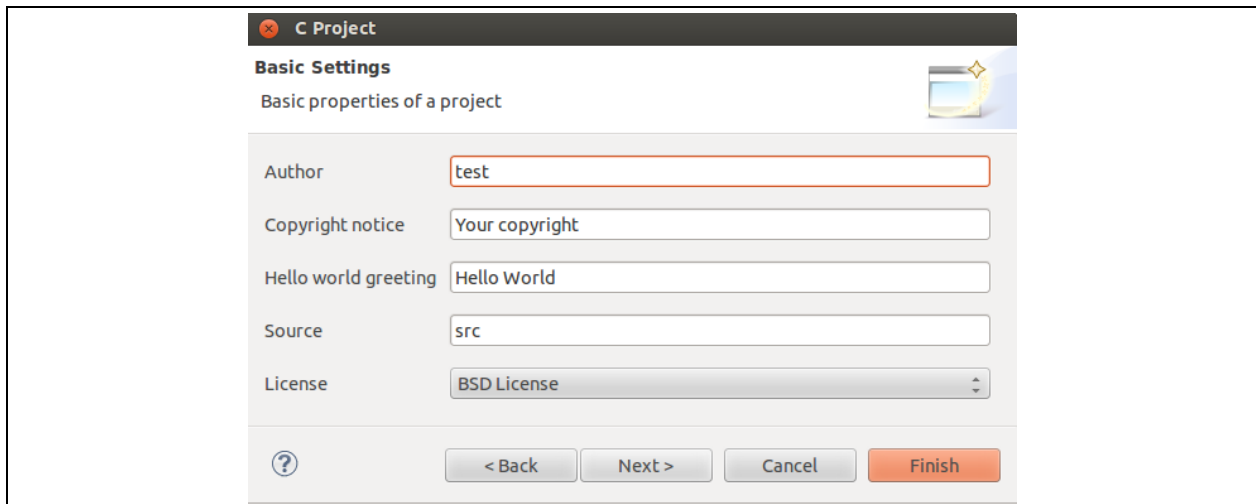 C Project
Basic Settings
Basic properties of a project
Author test
Copyright notice Your copyright
Hello world greeting Hello World
Source src
License BSD License
? < Back Next > Cancel Finish